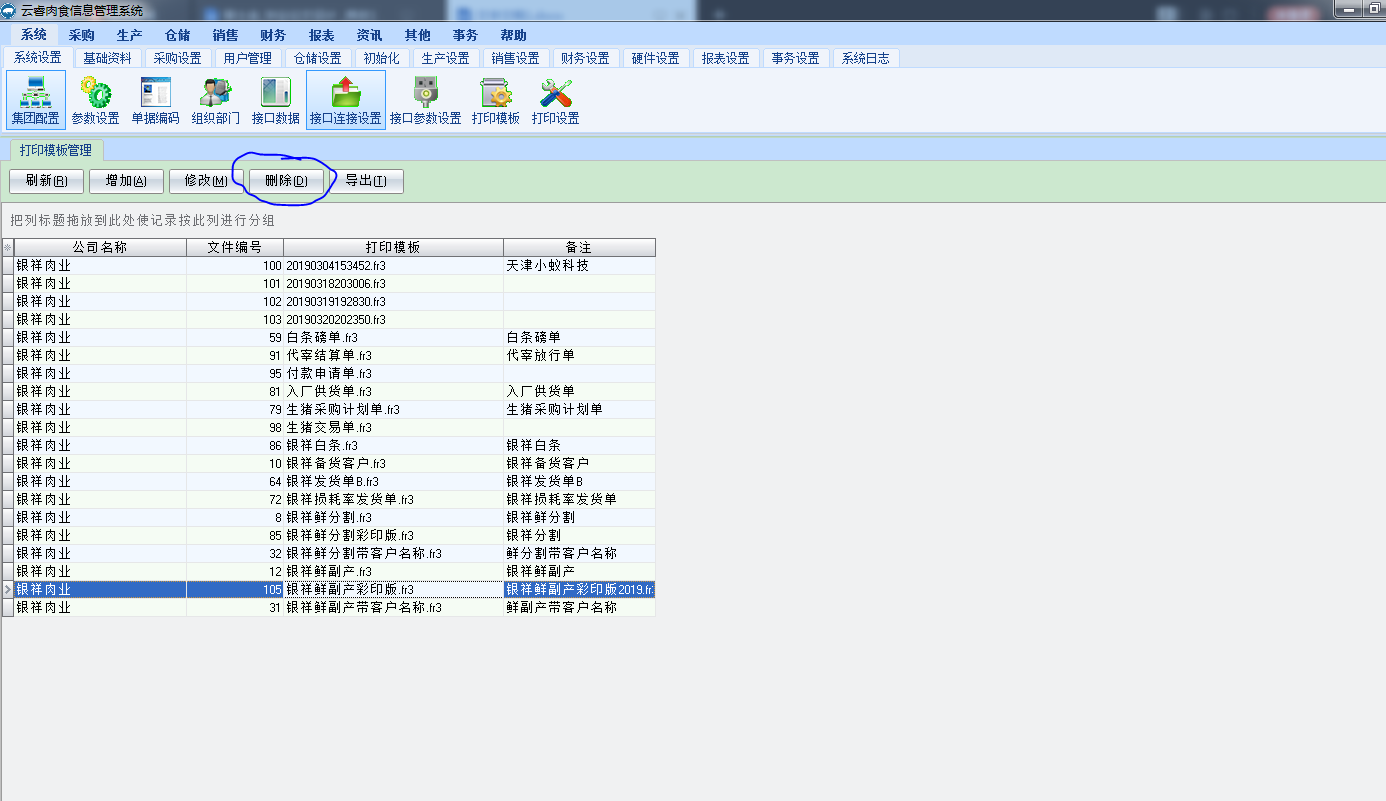 云睿肉食信息管理系统
系统 采购 生产 仓储 销售 财务 报表 资讯 其他 事务 帮助
系统设置 基础资料 采购设置 用户管理 仓储设置 初始化 生产设置 销售设置 财务设置 硬件设置 报表设置 事务设置 系统日志
集团配置 参数设置 单据编码 组织部门 接口数据 接口连接设置 接口参数设置 打印模板 打印设置
打印模板管理
刷新(R) 增加(A) 修改(M) 删除(D) 导出(T)
把列标题拖放到此处使记录按此列进行分组
公司名称 文件编号 打印模板 备注
银祥肉业 100 20190304153452.fr3 天津小蚁科技
银祥肉业 101 20190318203006.fr3
银祥肉业 102 20190319192830.fr3
银祥肉业 103 20190320202350.fr3
银祥肉业 59 白条磅单.fr3 白条磅单
银祥肉业 91 代宰结算单.fr3 代宰放行单
银祥肉业 95 付款申请单.fr3
银祥肉业 81 入厂供货单.fr3 入厂供货单
银祥肉业 79 生猪采购计划单.fr3 生猪采购计划单
银祥肉业 98 生猪交易单.fr3
银祥肉业 86 银祥白条.fr3 银祥白条
银祥肉业 10 银祥备货客户.fr3 银祥备货客户
银祥肉业 64 银祥发货单B.fr3 银祥发货单B
银祥肉业 72 银祥损耗率发货单.fr3 银祥损耗率发货单
银祥肉业 8 银祥鲜分割.fr3 银祥鲜分割
银祥肉业 85 银祥鲜分割彩印版.fr3 银祥分割
银祥肉业 32 银祥鲜分割带客户名称.fr3 鲜分割带客户名称
银祥肉业 12 银祥鲜副产.fr3 银祥鲜副产
银祥肉业 105 银祥鲜副产彩印版.fr3 银祥鲜副产彩印版2019.fr
银祥肉业 31 银祥鲜副产带客户名称.fr3 鲜副产带客户名称